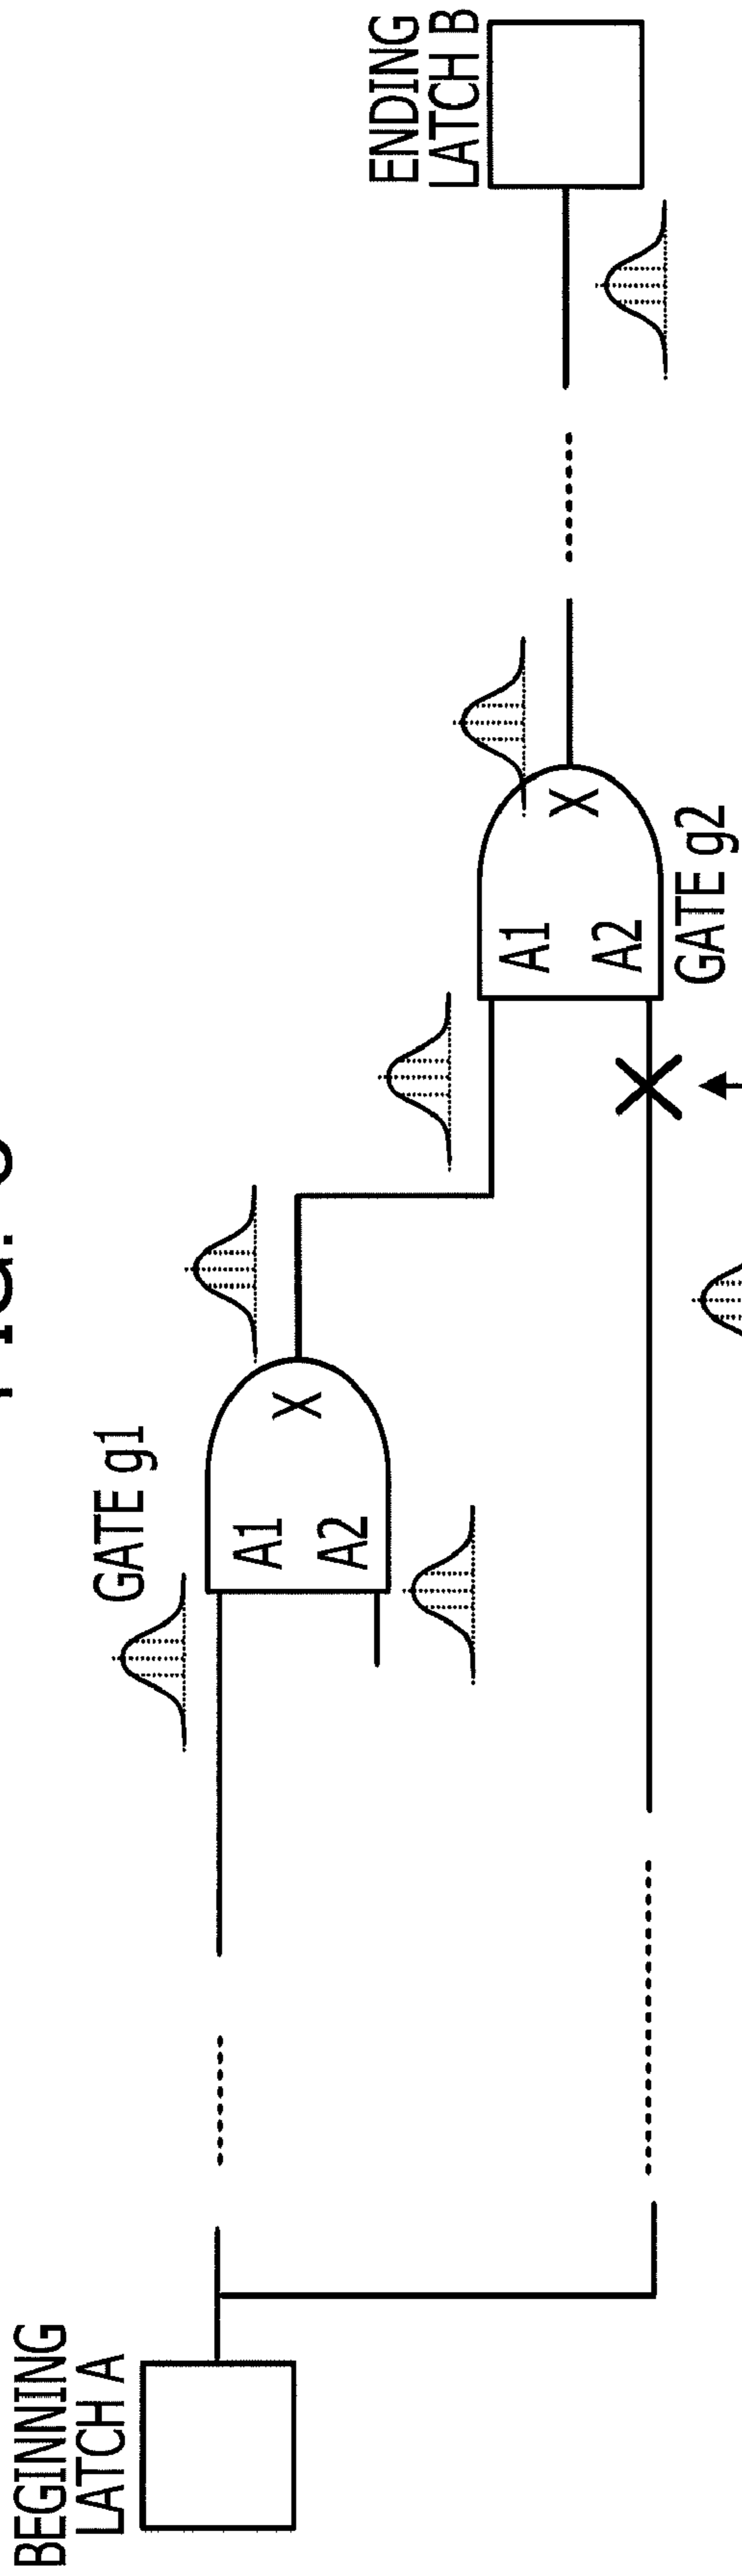 BEGINNING
LATCH A
GATE g1
A1
A2
X
A1
A2
X
GATE g2
ENDING
LATCH B